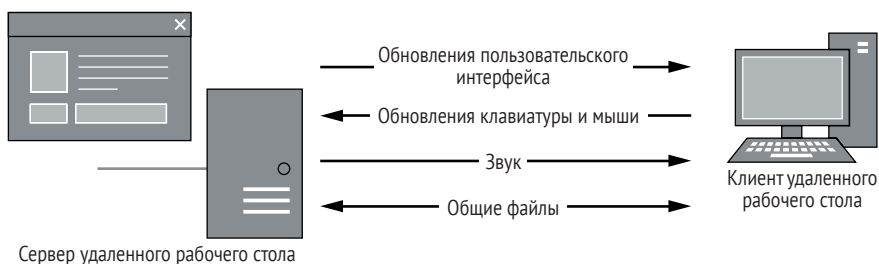 Обновления пользовательского
интерфейса
Обновления клавиатуры и мыши
Звук
Общие файлы
Клиент удаленного
рабочего стола
Сервер удаленного рабочего стола